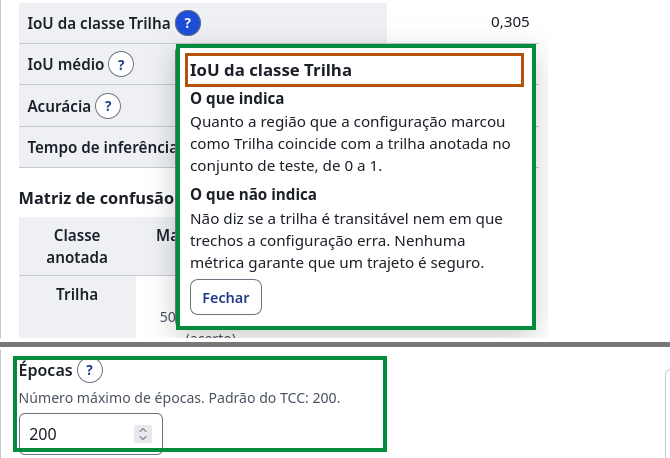 IoU da classe Trilha ? 0,305
IoU médio ?
IoU da classe Trilha
O que indica
Acurácia ?
Quanto a região que a configuração marcou
como Trilha coincide com a trilha anotada no
Tempo de inferência
conjunto de teste, de 0 a 1.
O que não indica
Matriz de confusão
Não diz se a trilha é transitável nem em que
trechos a configuração erra. Nenhuma
métrica garante que um trajeto é seguro.
Classe
anotada
Trilha
50
Fechar
Épocas ?
Número máximo de épocas. Padrão do TCC: 200.
200